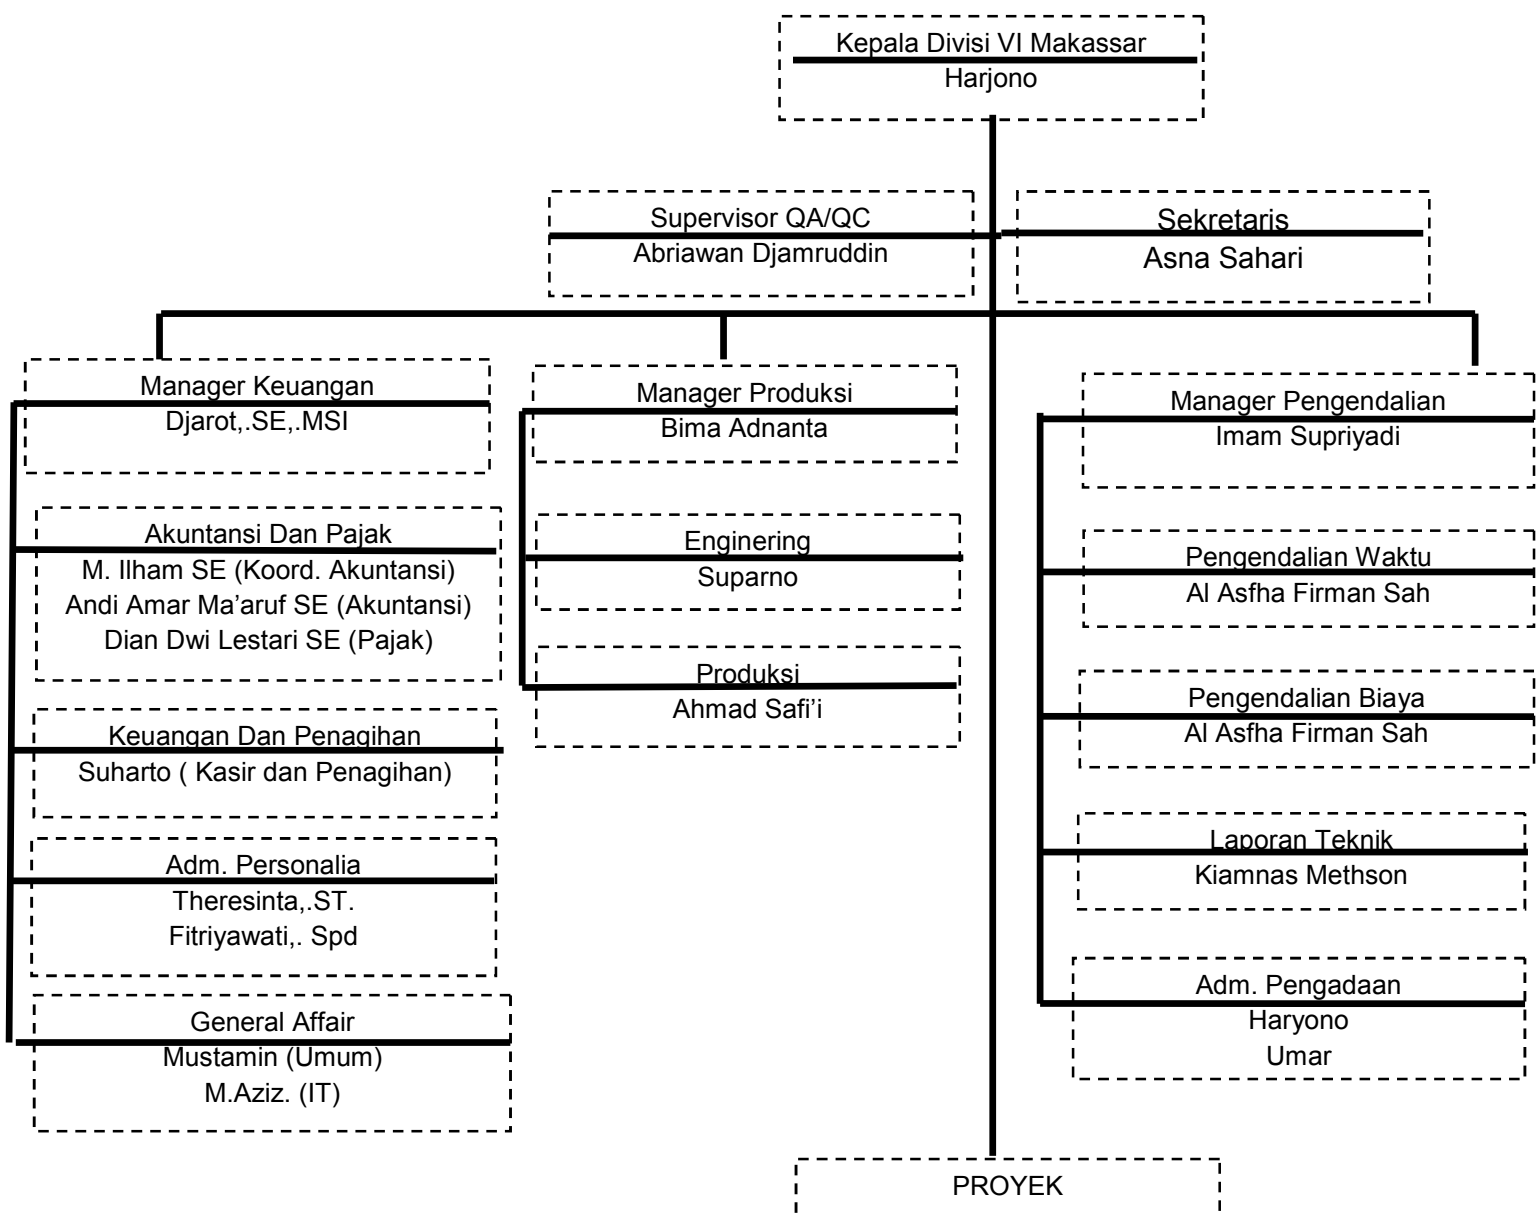 Kepala Divisi VI Makassar
Harjono
Supervisor QA/QC
Abriawan Djamruddin
Sekretaris
Asna Sahari
Manager Keuangan
Djarot,.SE,.MSI
Akuntansi Dan Pajak
M. Ilham SE (Koord. Akuntansi)
Andi Amar Ma’aruf SE (Akuntansi)
Dian Dwi Lestari SE (Pajak)
Keuangan Dan Penagihan
Suharto ( Kasir dan Penagihan)
Adm. Personalia
Theresinta,.ST.
Fitriyawati,. Spd
General Affair
Mustamin (Umum)
M.Aziz. (IT)
Manager Produksi
Bima Adnanta
Enginering
Suparno
Produksi
Ahmad Safi’i
Manager Pengendalian
Imam Supriyadi
Pengendalian Waktu
Al Asfha Firman Sah
Pengendalian Biaya
Al Asfha Firman Sah
Laporan Teknik
Kiamnas Methson
Adm. Pengadaan
Haryono
Umar
PROYEK